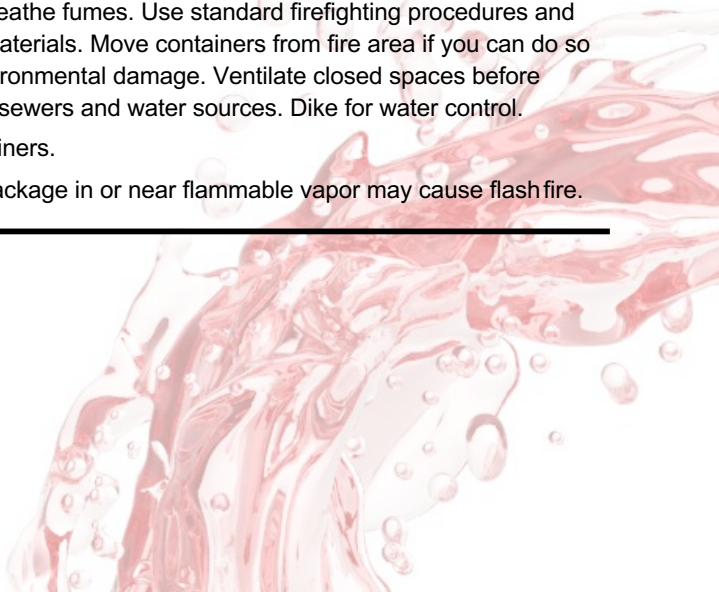 eathe fumes. Use standard firefighting procedures and
aterials. Move containers from fire area if you can do so
ronmental damage. Ventilate closed spaces before
sewers and water sources. Dike for water control.
iners.
ackage in or near flammable vapor may cause flash fire.